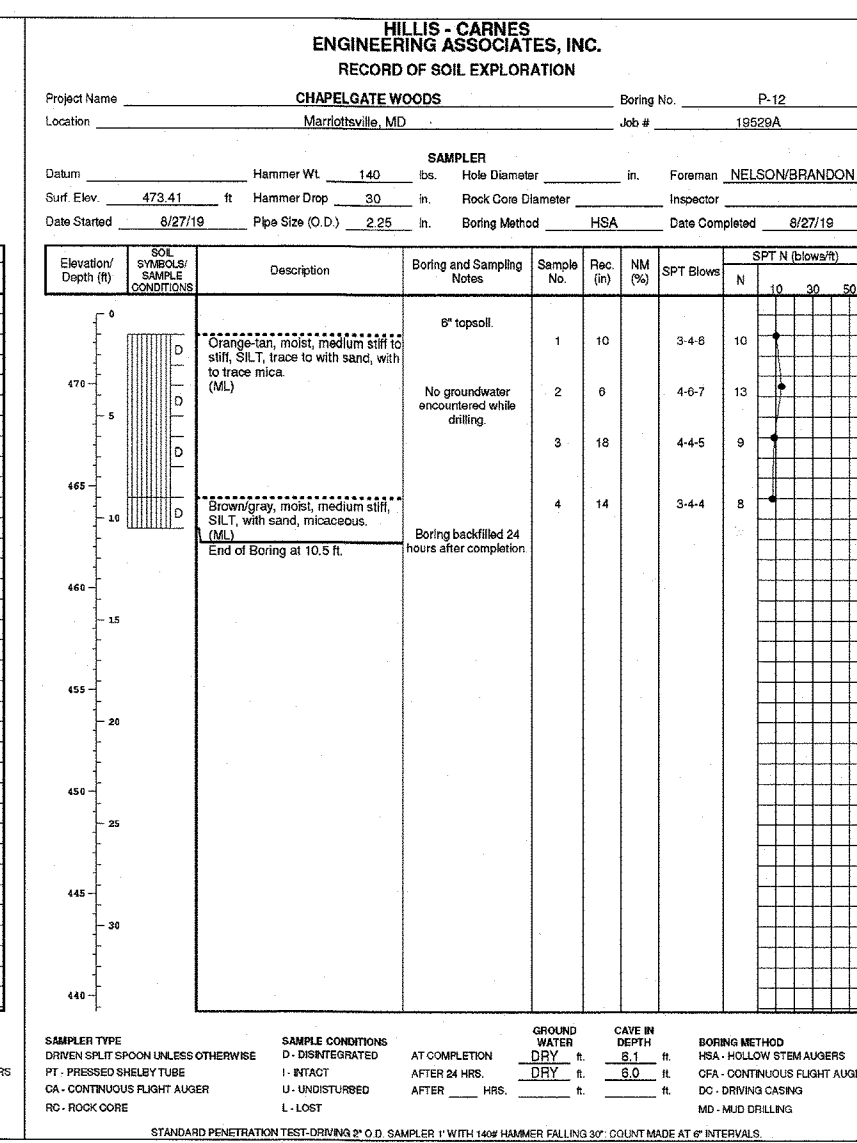 HILLIS - CARNES
ENGINEERING ASSOCIATES, INC.
RECORD OF SOIL EXPLORATION
Project Name CHAPELGATE WOODS Boring No. P-12
Location Marriottsville, MD Job # 19529A
SAMPLER
Datum Hammer Wt. 140 lbs. Hole Diameter in. Foreman NELSON/BRANDON
Surf. Elev. 473.41 ft Hammer Drop 30 in. Rock Core Diameter Inspector
Date Started 8/27/19 Pipe Size (O.D.) 2.25 in. Boring Method HSA Date Completed 8/27/19
Elevation/ Depth (ft) SOIL SYMBOLS/ SAMPLE CONDITIONS Description Boring and Sampling Notes Sample No. Rec. (in) NM (%) SPT Blows SPT N (blows/ft)
N 10 30 50
0
6" topsoil.
Orange-tan, moist, medium stiff to 1 10 3-4-6 10
D stiff, SILT, trace to with sand, with
to trace mica.
470 (ML)
D No groundwater 2 6 4-6-7 13
encountered while
5 drilling.
D 3 18 4-4-5 9
465
Brown/gray, moist, medium stiff, 4 14 3-4-4 8
10 D SILT, with sand, micaceous.
(ML) Boring backfilled 24
End of Boring at 10.5 ft. hours after completion.
460
15
455
20
450
25
445
30
440
SAMPLER TYPE SAMPLE CONDITIONS GROUND WATER CAVE IN DEPTH BORING METHOD
DRIVEN SPLIT SPOON UNLESS OTHERWISE D - DISINTEGRATED AT COMPLETION DRY ft. 6.1 ft. HSA - HOLLOW STEM AUGERS
RS PT - PRESSED SHELBY TUBE I - INTACT AFTER 24 HRS. DRY ft. 6.0 ft. CFA - CONTINUOUS FLIGHT AUG
CA - CONTINUOUS FLIGHT AUGER U - UNDISTURBED AFTER HRS. ft. ft. DC - DRIVING CASING
RC - ROCK CORE L - LOST MD - MUD DRILLING
STANDARD PENETRATION TEST-DRIVING 2" O.D. SAMPLER 1' WITH 140# HAMMER FALLING 30": COUNT MADE AT 6" INTERVALS.